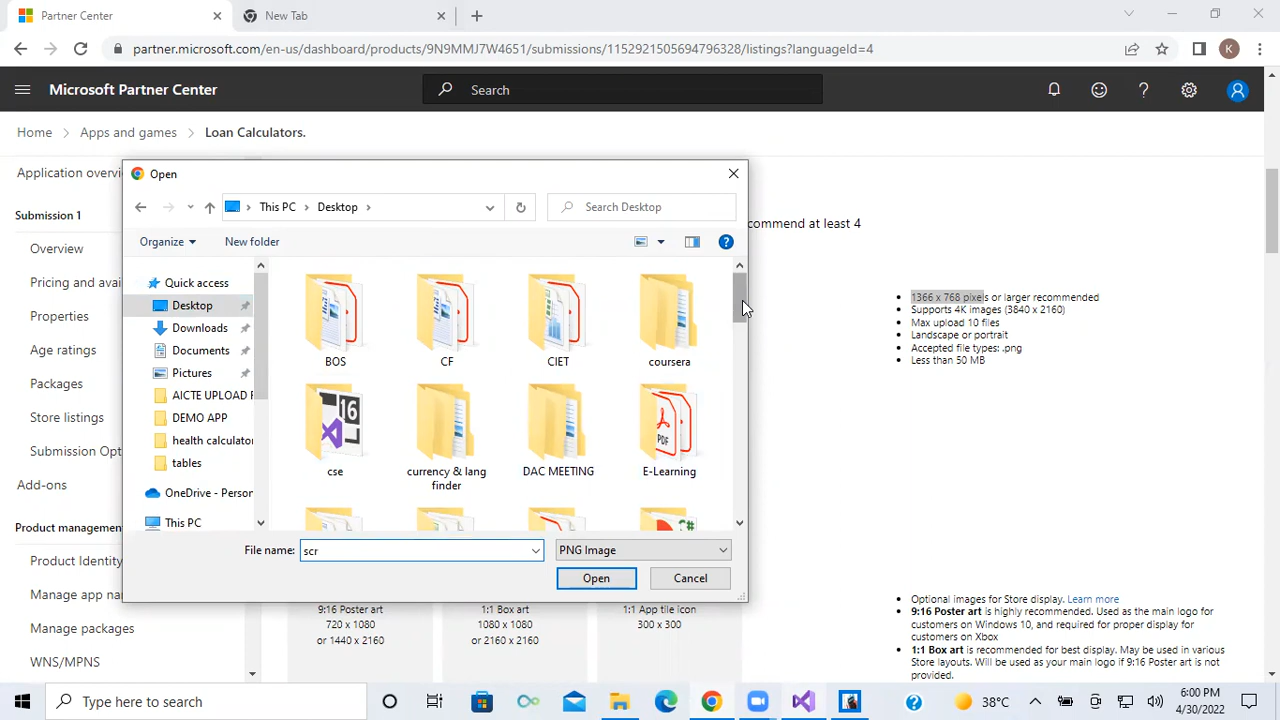 Partner Center
New Tab
partner.microsoft.com/en-us/dashboard/products/9N9MMJ7W4651/submissions/1152921505694796328/listings?languageId=4
K
Microsoft Partner Center
Search
Home > Apps and games > Loan Calculators.
Application overvi
Submission 1
Overview
Pricing and avai
Properties
Age ratings
Packages
Store listings
Submission Opt
Add-ons
Product management
Product Identity
Manage app nam
Manage packages
WNS/MPNS
Open
This PC > Desktop >
Search Desktop
Organize
New folder
Quick access
Desktop
Downloads
Documents
Pictures
AICTE UPLOAD F
DEMO APP
health calculator
tables
OneDrive - Person
This PC
BOS
CF
CIET
coursera
16
cse
currency & lang
finder
DAC MEETING
PDF
E-Learning
C#
File name:
scr
PNG Image
Open
Cancel
commend at least 4
1366 x 768 pixels or larger recommended
Supports 4K images (3840 x 2160)
Max upload 10 files
Landscape or portrait
Accepted file types: .png
Less than 50 MB
9:16 Poster art
720 x 1080
or 1440 x 2160
1:1 Box art
1080 x 1080
or 2160 x 2160
1:1 App tile icon
300 x 300
Optional images for Store display. Learn more
9:16 Poster art is highly recommended. Used as the main logo for
customers on Windows 10, and required for proper display for
customers on Xbox
1:1 Box art is recommended for best display. May be used in various
Store layouts. Will be used as your main logo if 9:16 Poster art is not
provided.
Type here to search
38°C
6:00 PM
4/30/2022